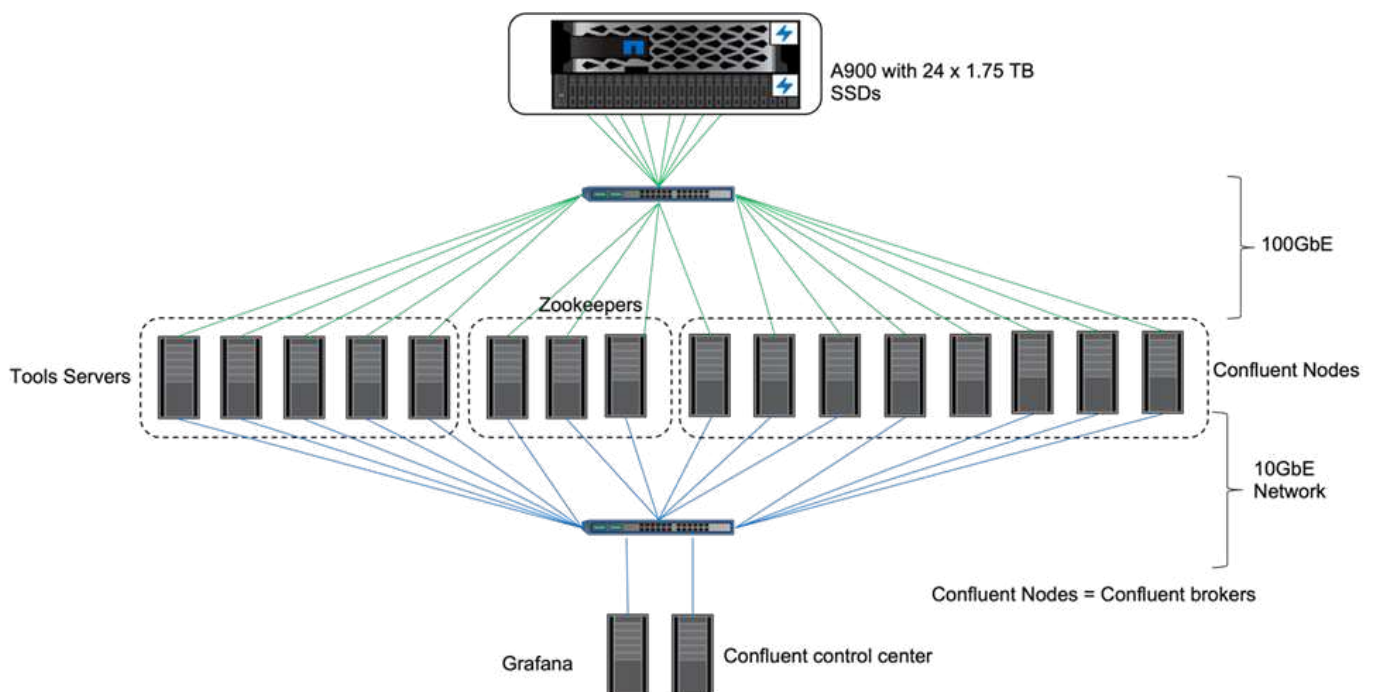 A900 with 24 x 1.75 TB
SSDs
100GbE
Zookeepers
Tools Servers
Confluent Nodes
10GbE
Network
Confluent Nodes = Confluent brokers
Grafana
Confluent control center